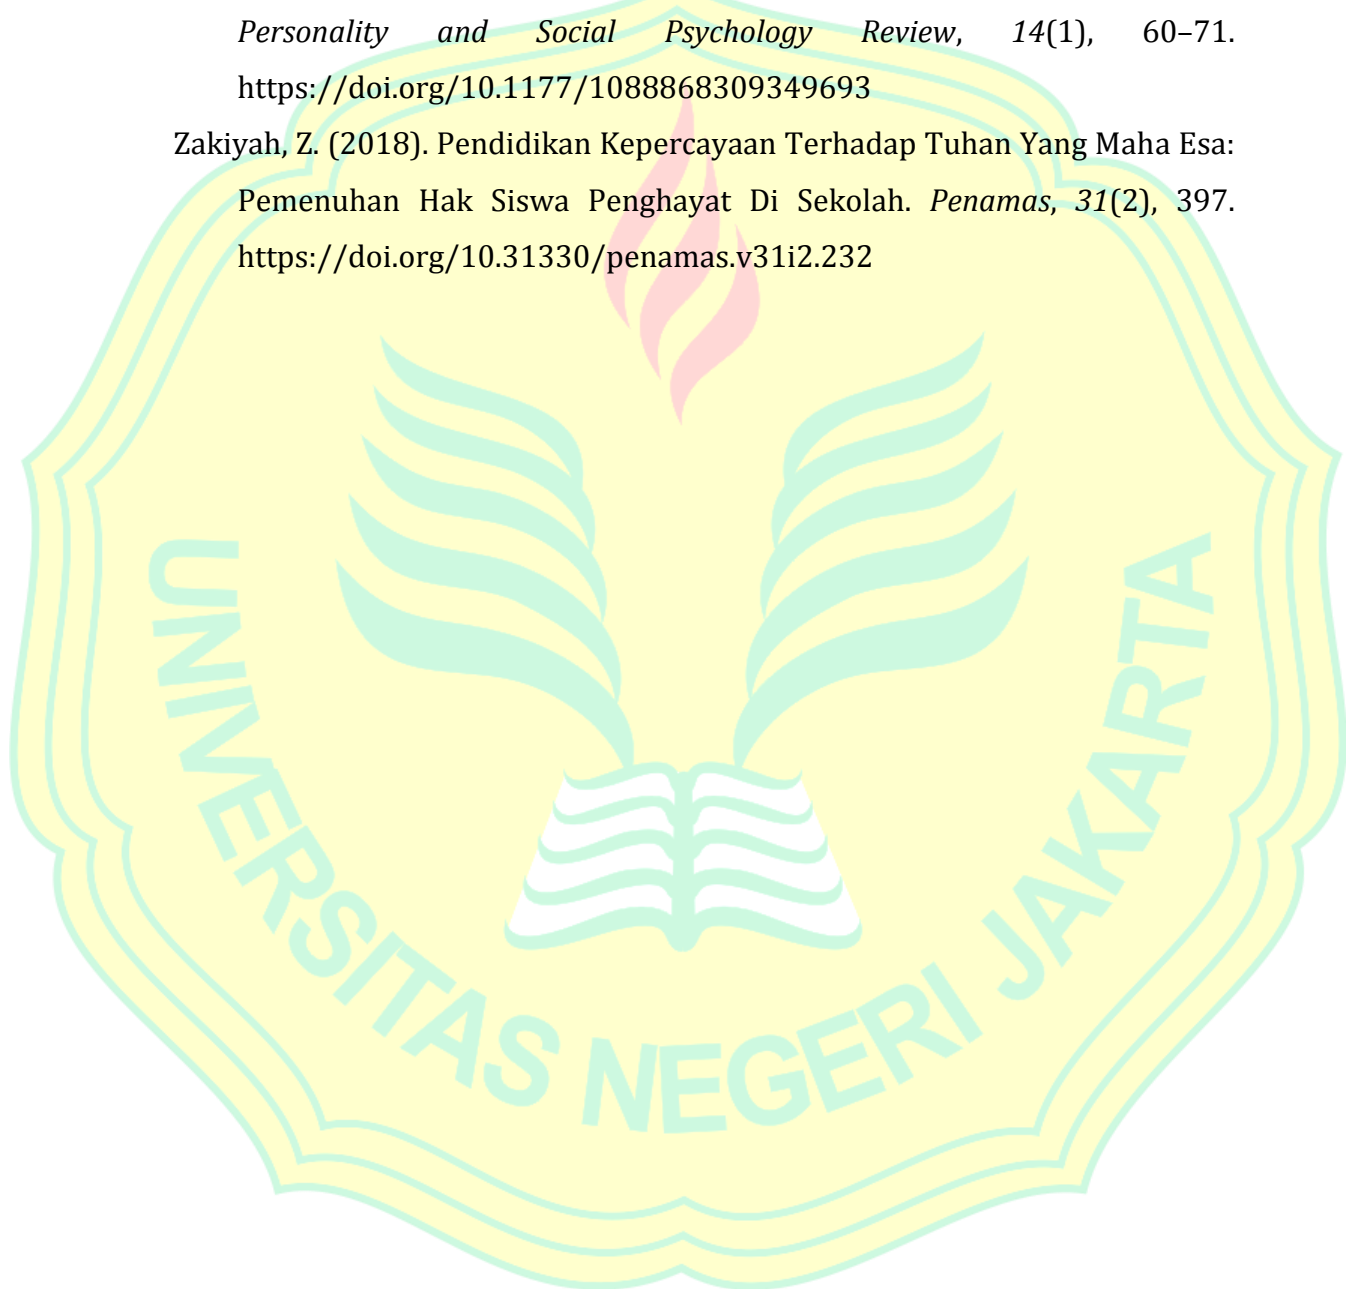 Personality and Social Psychology Review, 14(1), 60–71.
https://doi.org/10.1177/1088868309349693
Zakiyah, Z. (2018). Pendidikan Kepercayaan Terhadap Tuhan Yang Maha Esa:
Pemenuhan Hak Siswa Penghayat Di Sekolah. Penamas, 31(2), 397.
https://doi.org/10.31330/penamas.v31i2.232
UNIVERSITAS NEGERI JAKARTA